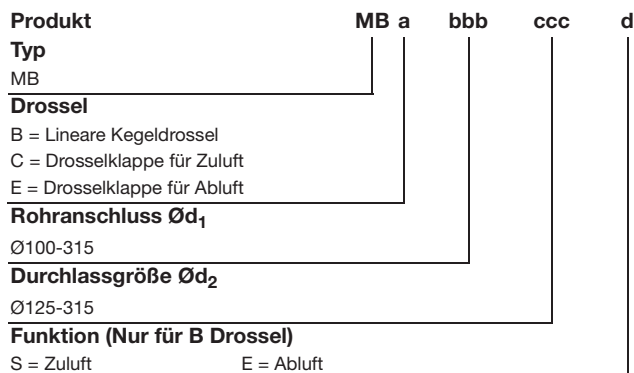 Produkt MB a bbb ccc d
Typ
MB
Drossel
B = Lineare Kegeldrossel
C = Drosselklappe für Zuluft
E = Drosselklappe für Abluft
Rohranschluss Ød₁
Ø100-315
Durchlassgröße Ød₂
Ø125-315
Funktion (Nur für B Drossel)
S = Zuluft E = Abluft